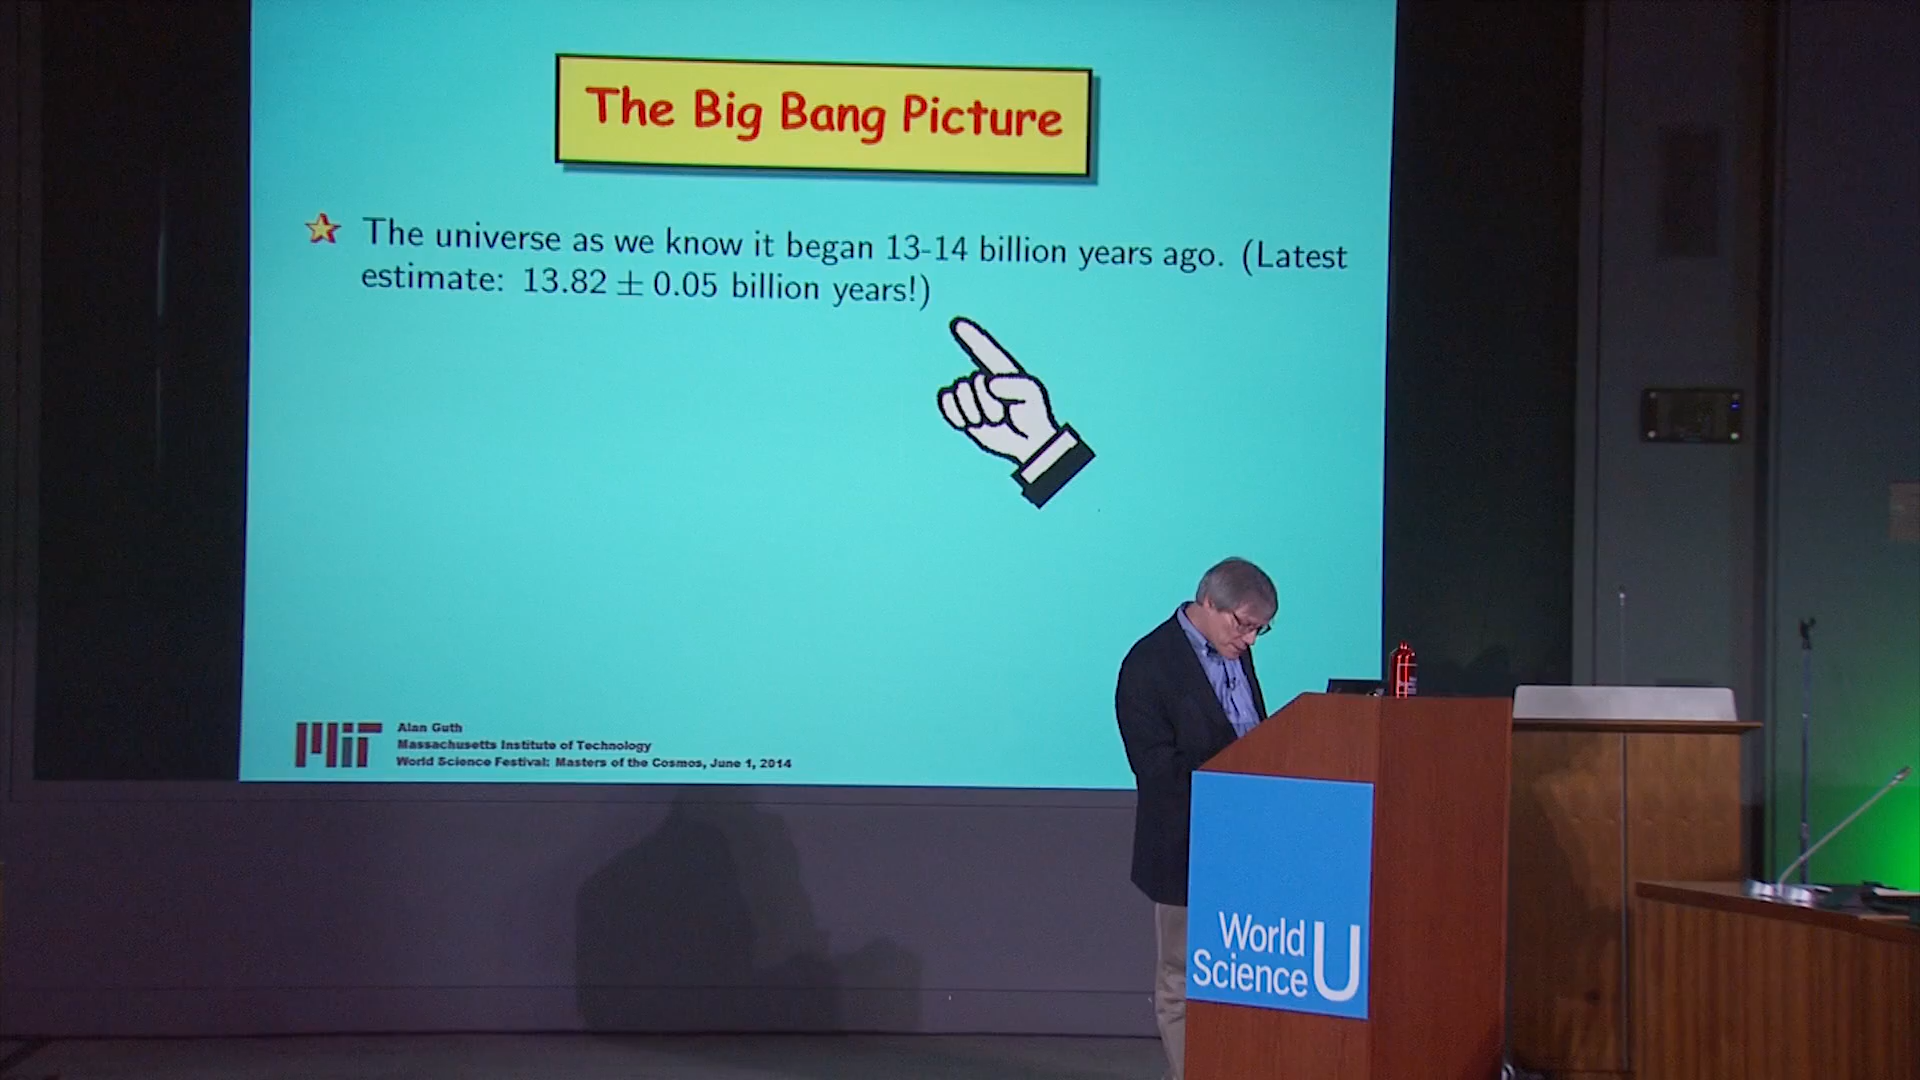 The Big Bang Picture
The universe as we know it began 13-14 billion years ago. (Latest
estimate: 13.82 ± 0.05 billion years!)
MIT
Alan Guth
Massachusetts Institute of Technology
World Science Festival: Masters of the Cosmos, June 1, 2014
World
Science U